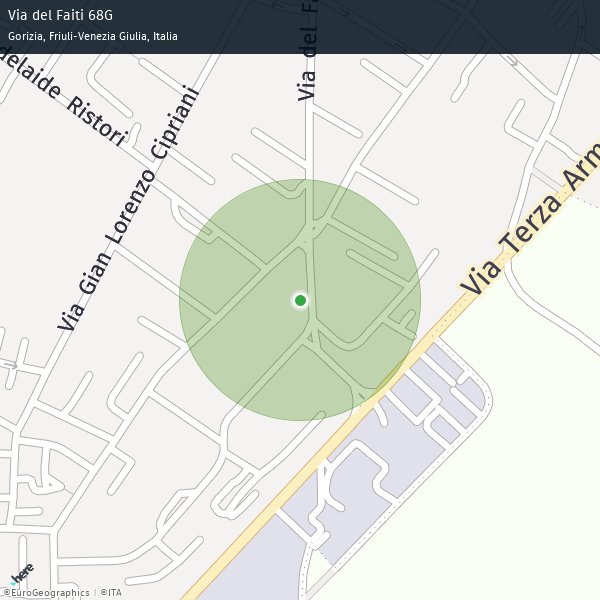 Via del Faiti 68G
Gorizia, Friuli-Venezia Giulia, Italia
Via del Fa
delaide Ristori
Via Gian Lorenzo Cipriani
Via Terza Arm
here
©EuroGeographics | ©ITA